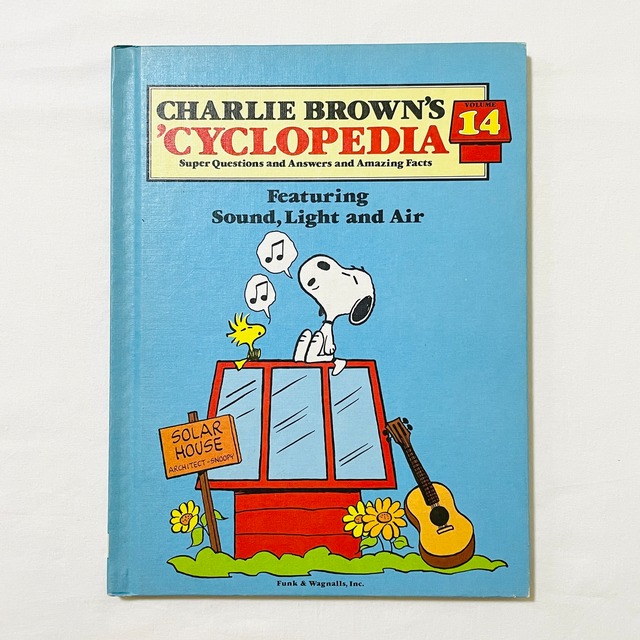 CHARLIE BROWN'S
'CYCLOPEDIA
Super Questions and Answers and Amazing Facts
VOLUME
14
Featuring
Sound, Light and Air
SOLAR
HOUSE
ARCHITECT-SNOOPY
Funk & Wagnalls, Inc.